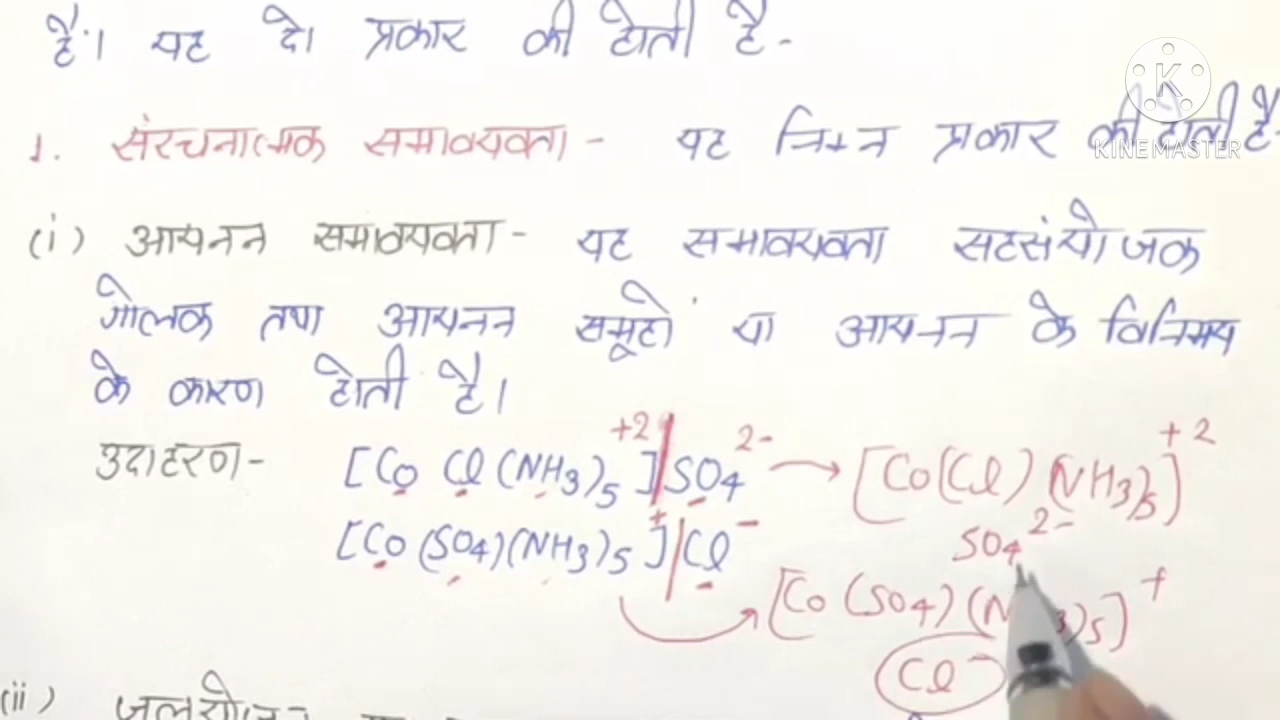 है। यह दो प्रकार की होती है -
1. संरचनात्मक समावयवता - यह निम्न प्रकार की होती है
KINEMASTER
(i) आयनन समावयवता - यह समावयवता सहसंयोजक
गोलक तथा आयनन समूहों या आयनन के विनिमय
के कारण होती है।
उदाहरण - [Co Cl (NH3)5]+2 | SO4 2- → [Co(Cl)(NH3)5]+2
SO4 2-
[Co (SO4)(NH3)5]+ | Cl-
[Co (SO4) (N 3)5]+
Cl-
(ii)